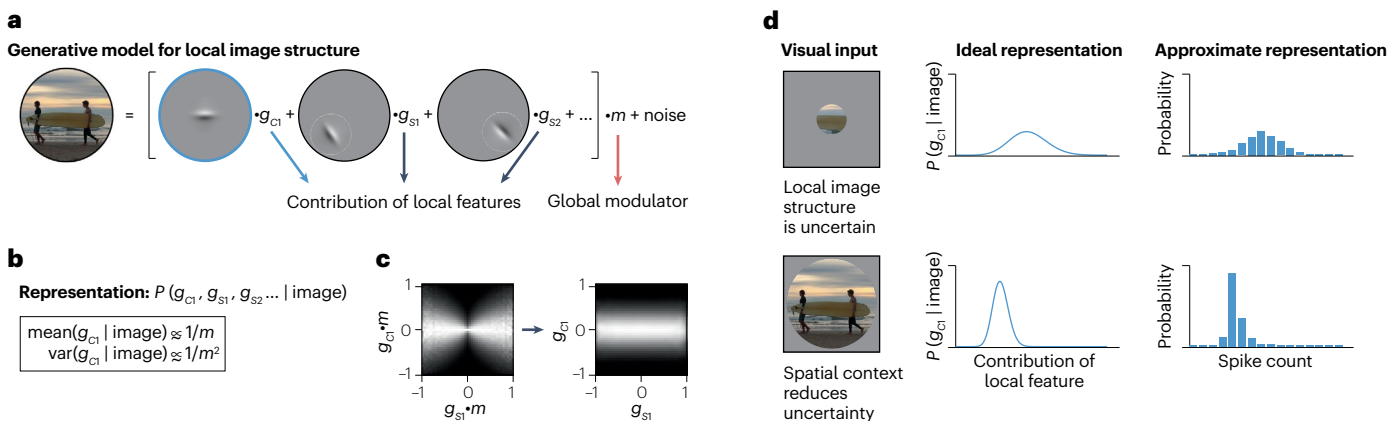 a
Generative model for local image structure
= [ •g_C1 + •g_S1 + •g_S2 + ... ] •m + noise
Contribution of local features
Global modulator
b
Representation: P (g_C1, g_S1, g_S2 ... | image)
mean(g_C1 | image) ⪅ 1/m
var(g_C1 | image) ⪅ 1/m²
c
g_C1•m
1
0
–1
–1 0 1
g_S1•m
g_C1
1
0
–1
–1 0 1
g_S1
d
Visual input
Ideal representation
Approximate representation
Local image
structure
is uncertain
P (g_C1 | image)
Probability
Spatial context
reduces
uncertainty
P (g_C1 | image)
Contribution of
local feature
Probability
Spike count